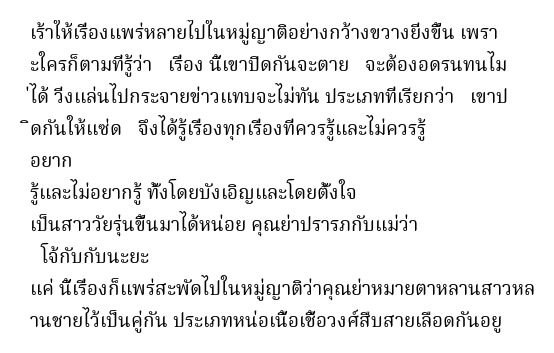 เร้าให้เรื่องแพร่หลายไปในหมู่ญาติอย่างกว้างขวางยิ่งขึ้น เพรา
ะใครก็ตามที่รู้ว่า   เรื่อง นี้เขาปิดกันจะตาย   จะต้องอดรนทนไม
่ได้ วิ่งแล่นไปกระจายข่าวแทบจะไม่ทัน ประเภทที่เรียกว่า   เขาป
ิดกันให้แซ่ด   จึงได้รู้เรื่องทุกเรื่องที่ควรรู้และไม่ควรรู้
อยาก
รู้และไม่อยากรู้ ทั้งโดยบังเอิญและโดยตั้งใจ
เป็นสาววัยรุ่นขึ้นมาได้หน่อย คุณย่าปรารภกับแม่ว่า
โจ้กับกับนะยะ
แค่ นี้เรื่องก็แพร่สะพัดไปในหมู่ญาติว่าคุณย่าหมายตาหลานสาวหล
านชายไว้เป็นคู่กัน ประเภทหน่อเนื้อเชื้อวงศ์สืบสายเลือดกันอยู